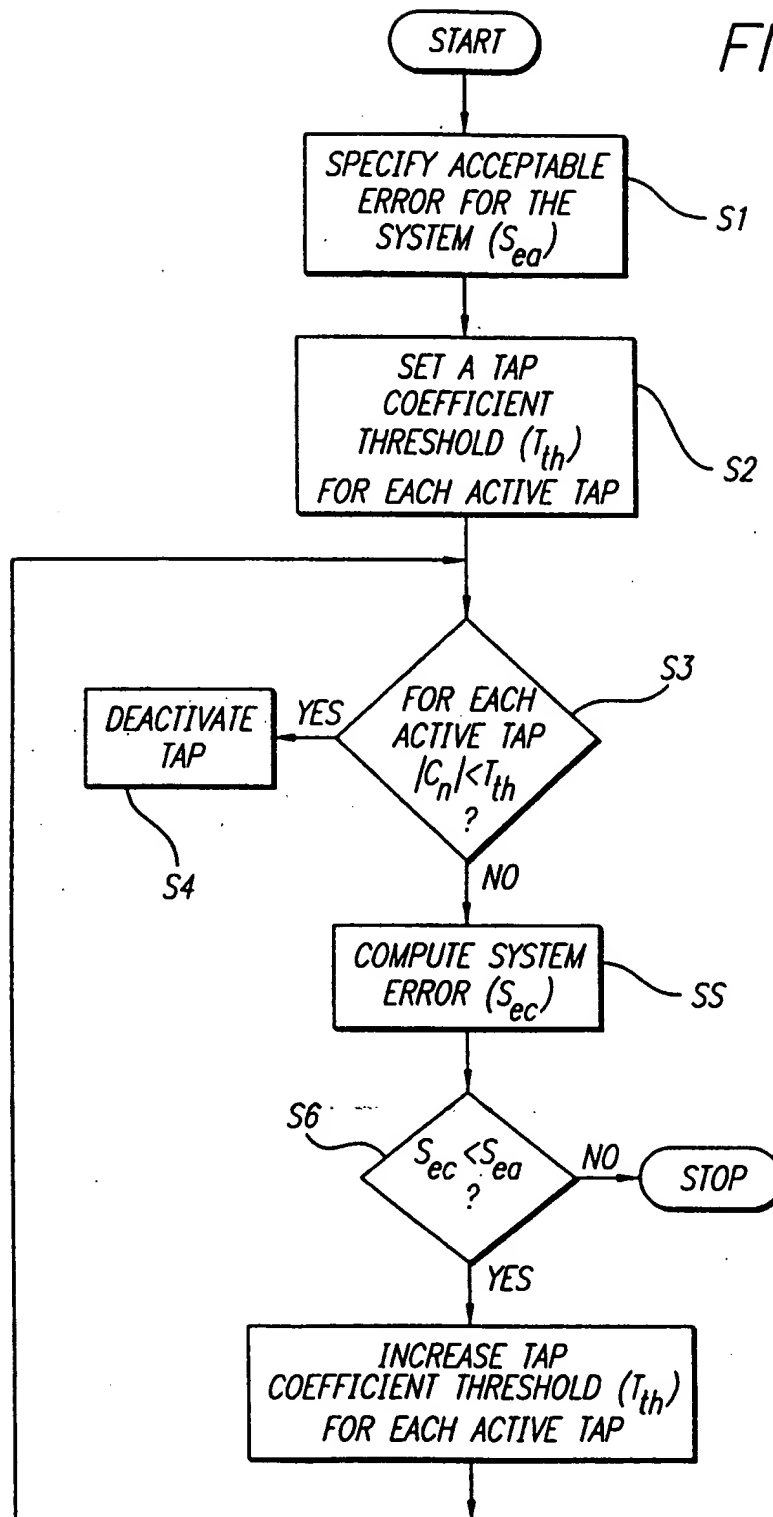 START
FI
SPECIFY ACCEPTABLE
ERROR FOR THE
SYSTEM (S_ea)
S1
SET A TAP
COEFFICIENT
THRESHOLD (T_th)
FOR EACH ACTIVE TAP
S2
S3
FOR EACH
ACTIVE TAP
|C_n|<T_th
?
YES
DEACTIVATE
TAP
S4
NO
COMPUTE SYSTEM
ERROR (S_ec)
SS
S6
S_ec <S_ea
?
NO
STOP
YES
INCREASE TAP
COEFFICIENT THRESHOLD (T_th)
FOR EACH ACTIVE TAP